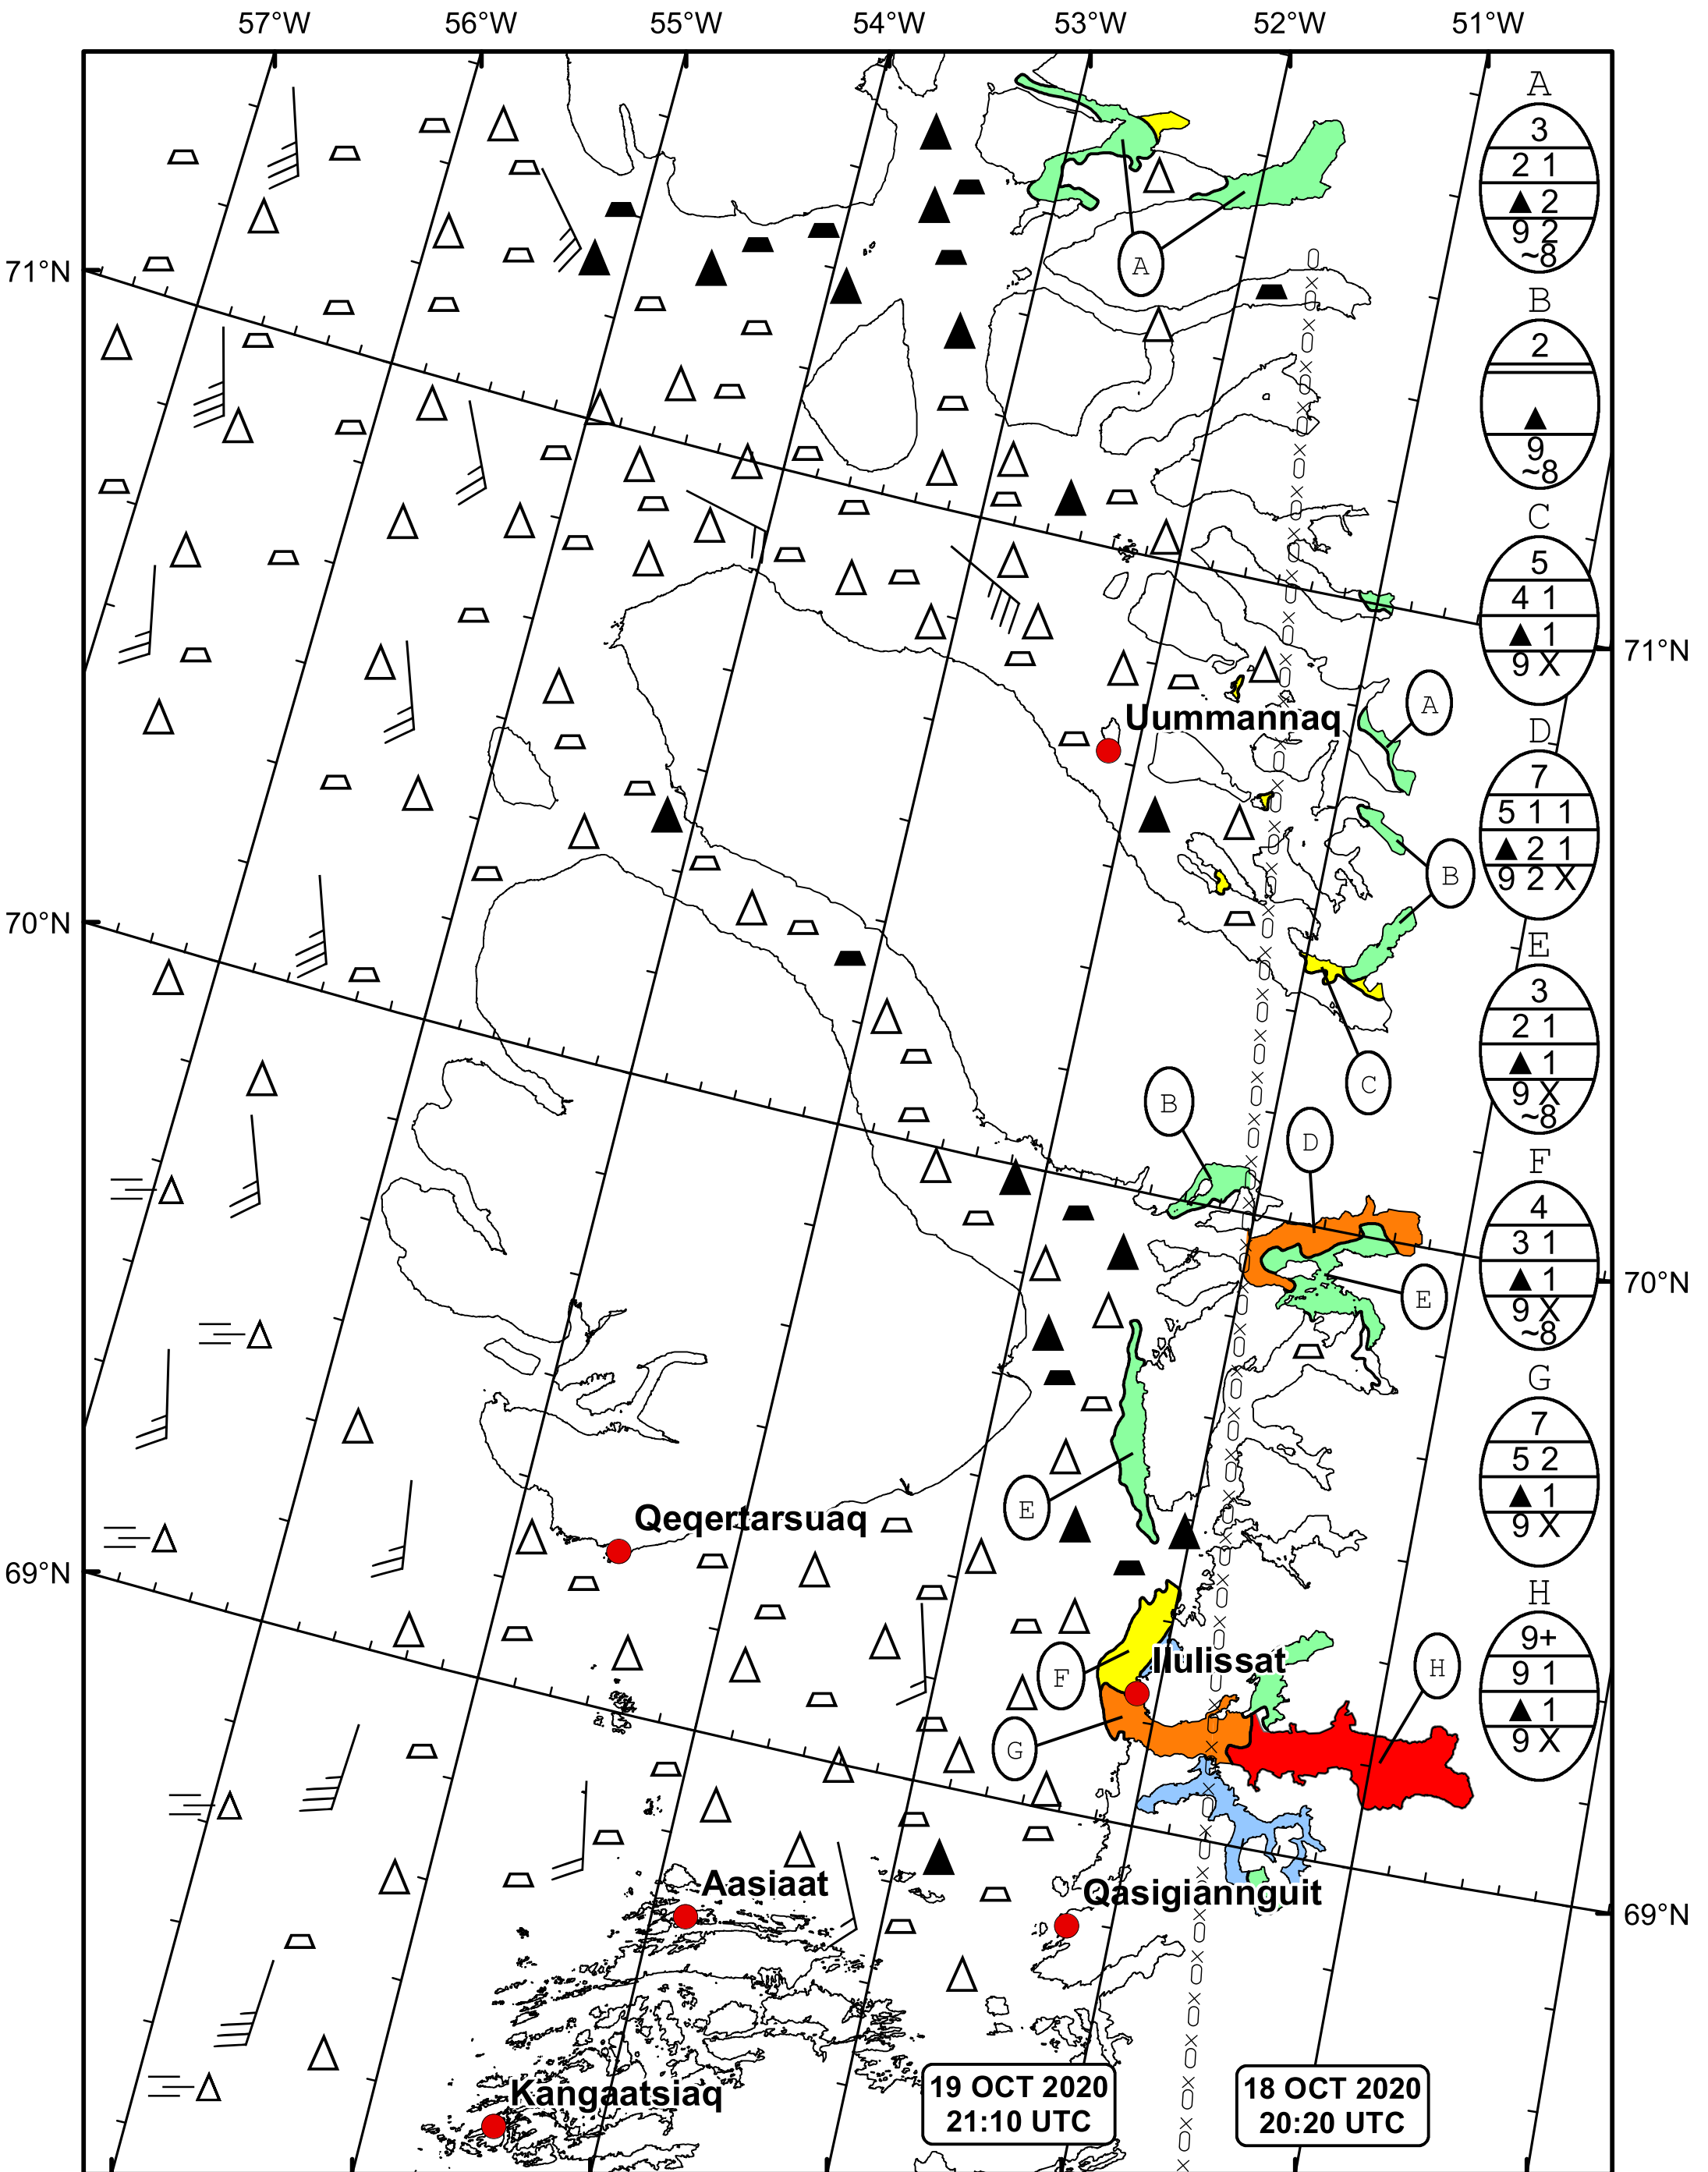 57°W 56°W 55°W 54°W 53°W 52°W 51°W
A
3
2 1
▲ 2
9 2
~8
A
71°N
B
2
▲
9
~8
C
5
4 1
▲ 1
9 X
71°N
A
Uummannaq
D
7
5 1 1
▲ 2 1
9 2 X
B
70°N
E
3
2 1
▲ 1
9 X
~8
C
B
D
F
4
3 1
▲ 1
9 X
~8
70°N
E
G
7
5 2
▲ 1
9 X
E
Qeqertarsuaq
69°N
H
9+
9 1
▲ 1
9 X
F
Ilulissat
H
G
Aasiaat
Qasigiannguit
69°N
Kangaatsiaq
19 OCT 2020
21:10 UTC
18 OCT 2020
20:20 UTC